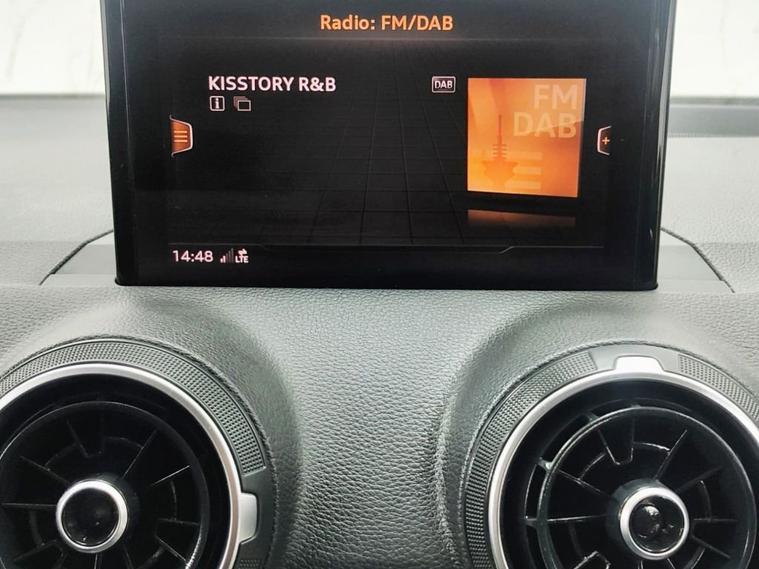 Radio: FM/DAB
KISSTORY R&B
DAB
i
FM
DAB
+
14:48
LTE